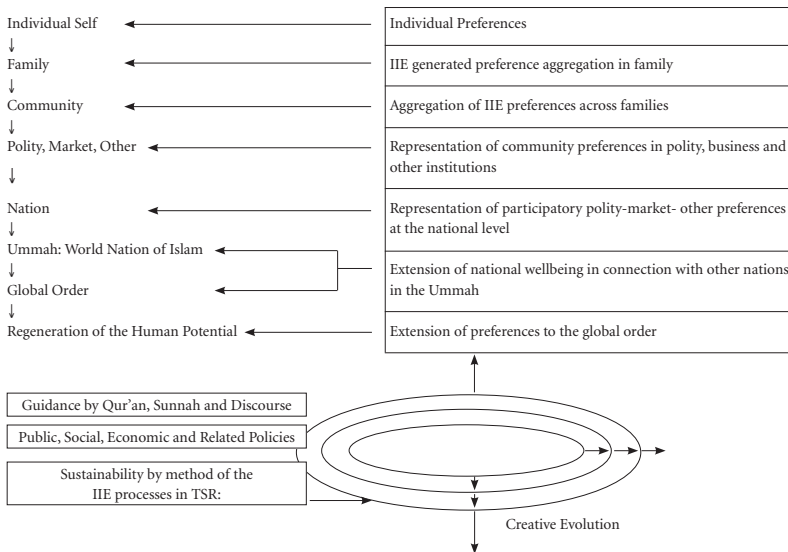 Individual Self
Individual Preferences
Family
IIE generated preference aggregation in family
Community
Aggregation of IIE preferences across families
Polity, Market, Other
Representation of community preferences in polity, business and
other institutions
Nation
Representation of participatory polity-market- other preferences
at the national level
Ummah: World Nation of Islam
Global Order
Extension of national wellbeing in connection with other nations
in the Ummah
Regeneration of the Human Potential
Extension of preferences to the global order
Guidance by Qur'an, Sunnah and Discourse
Public, Social, Economic and Related Policies
Sustainability by method of the
IIE processes in TSR:
Creative Evolution